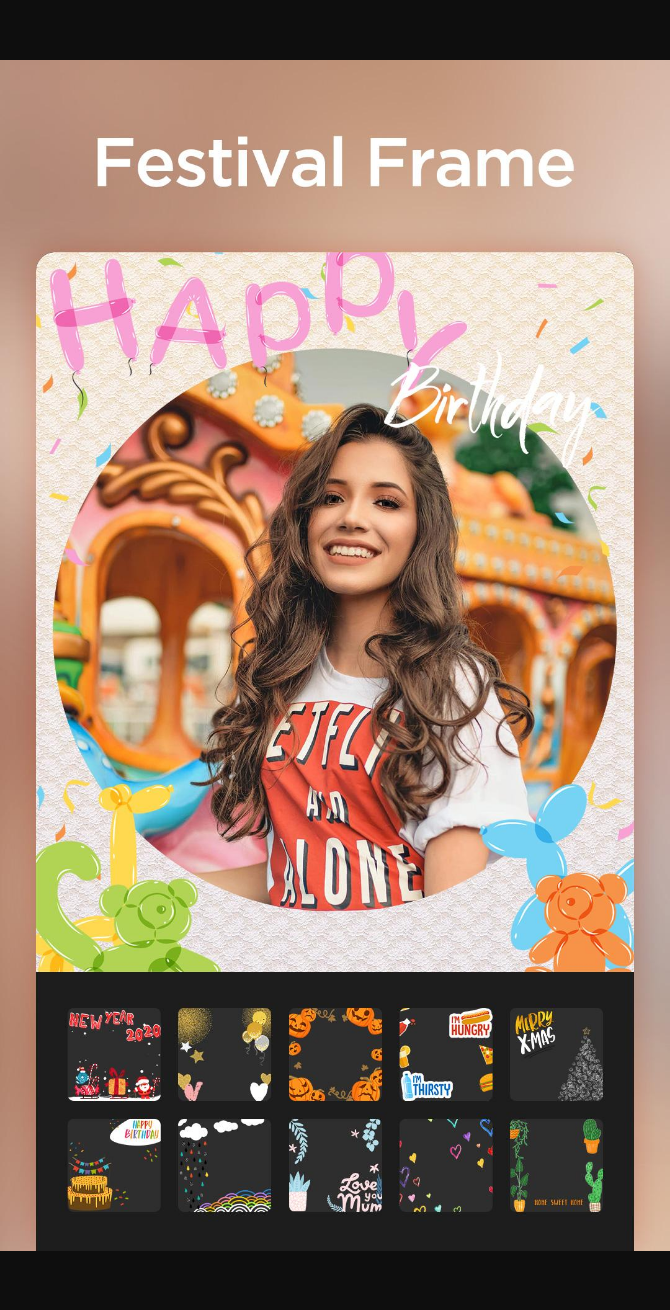 Festival Frame
HAppy
Birthday
ETFLI
AND
ALONE
NEW YEAR
2020
I'M
HUNGRY
I'M
THIRSTY
MERRY
X-MAS
HAPPY
BIRTHDAY
Love
you
Mum
HOME SWEET HOME